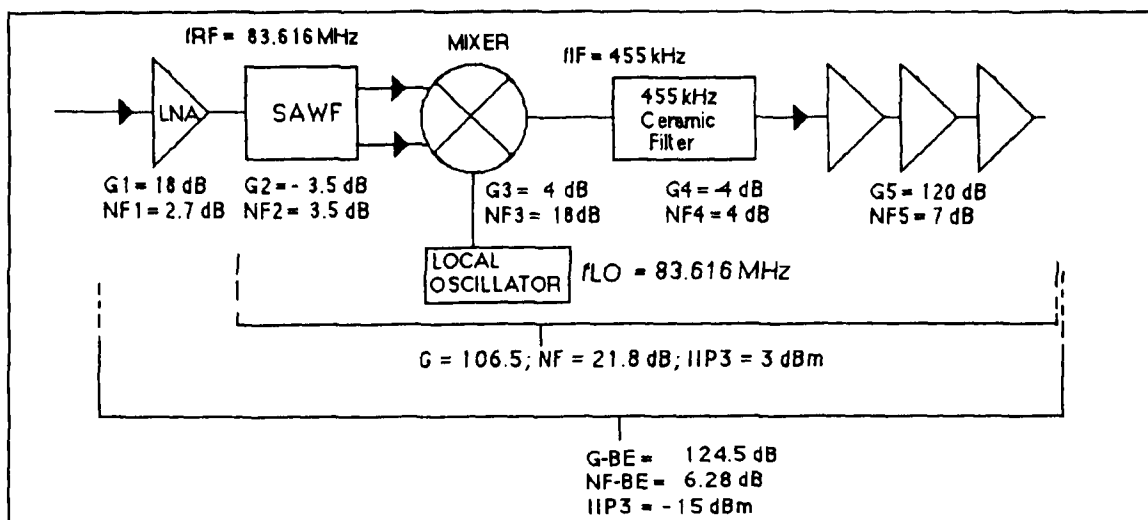 fRF = 83.616 MHz
MIXER
fIF = 455 kHz
LNA
SAWF
455 kHz
Ceramic
Filter
G1 = 18 dB
NF1 = 2.7 dB
G2 = - 3.5 dB
NF2 = 3.5 dB
G3 = 4 dB
NF3 = 18dB
G4 = -4 dB
NF4 = 4 dB
G5 = 120 dB
NF5 = 7 dB
LOCAL
OSCILLATOR
fLO = 83.616 MHz
G = 106.5; NF = 21.8 dB; IIP3 = 3 dBm
G-BE = 124.5 dB
NF-BE = 6.28 dB
IIP3 = -15 dBm